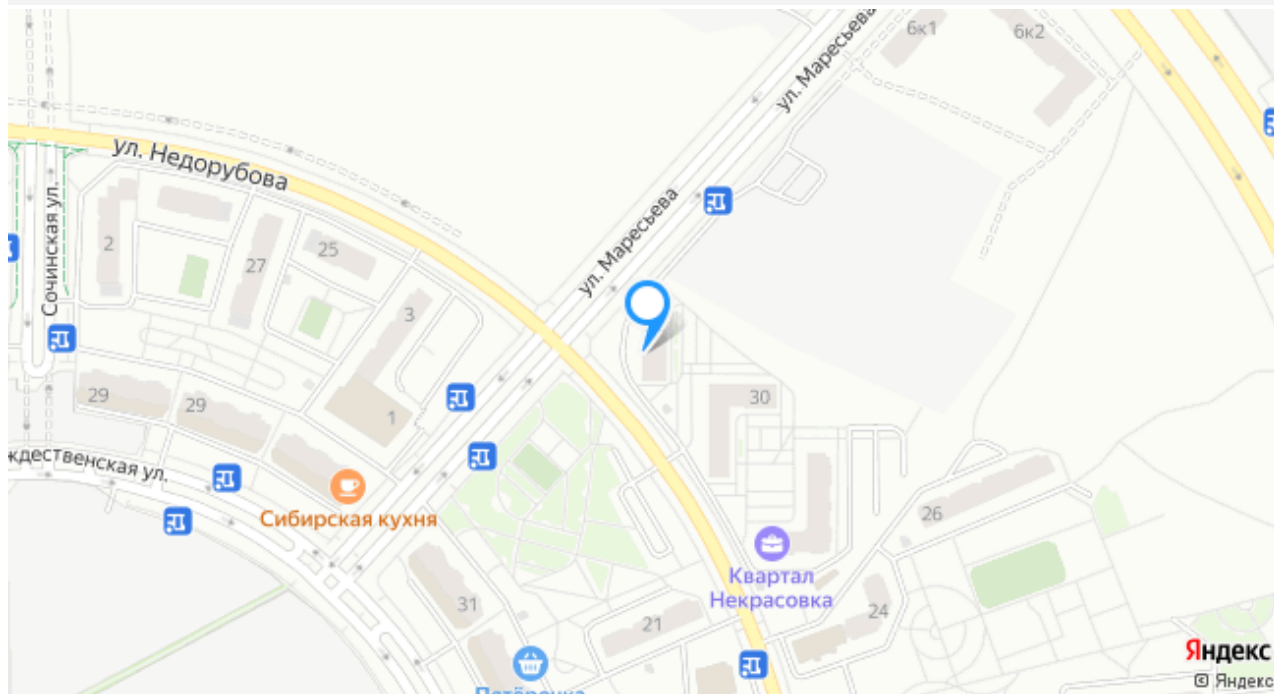 6к1
6к2
ул. Маресьева
ул. Маресьева
ул. Недорубова
Сочинская ул.
2
27
25
3
29
29
1
30
ждественская ул.
Сибирская кухня
26
Квартал
Некрасовка
31
21
24
Пятёрочка
Яндекс
© Яндекс